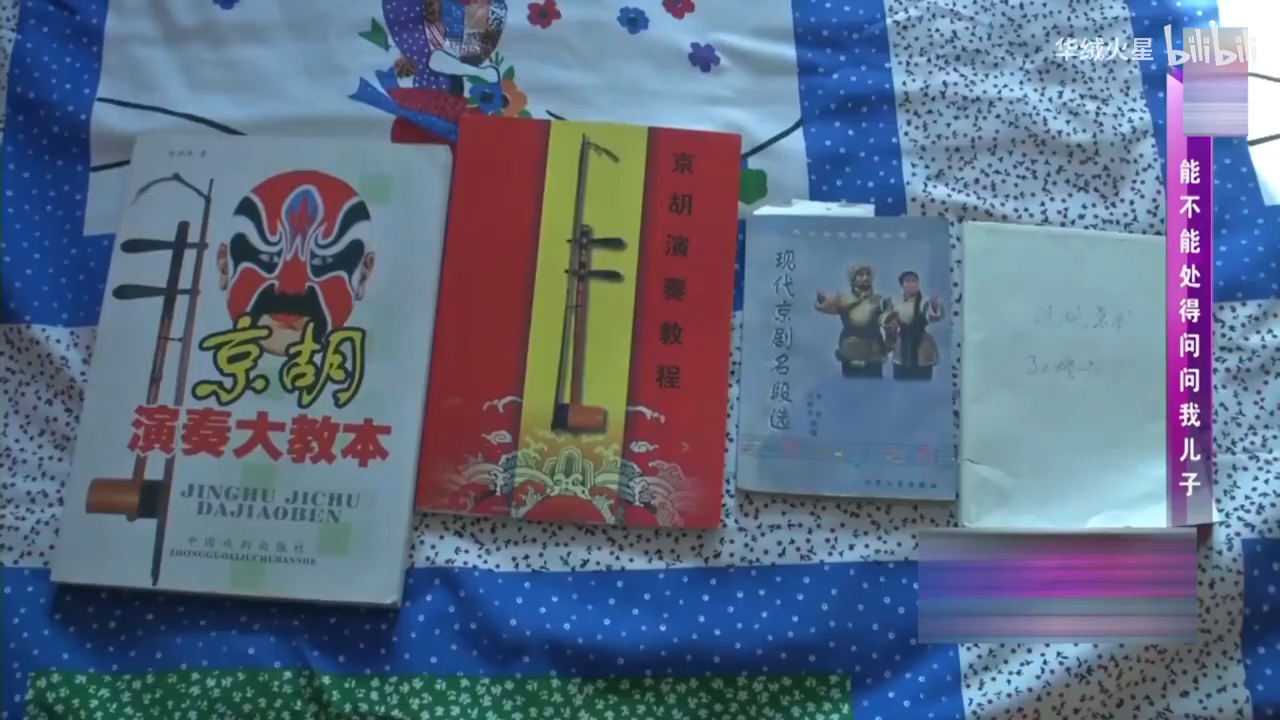 华绒火星 bilibili
能不能处得问问我儿子
京胡
演奏大教本
JINGHU JICHU
DAJIAOBEN
中国戏剧出版社
ZHONGGUOXIJUCHUBANSHE
京胡演奏教程
现代京剧名段选